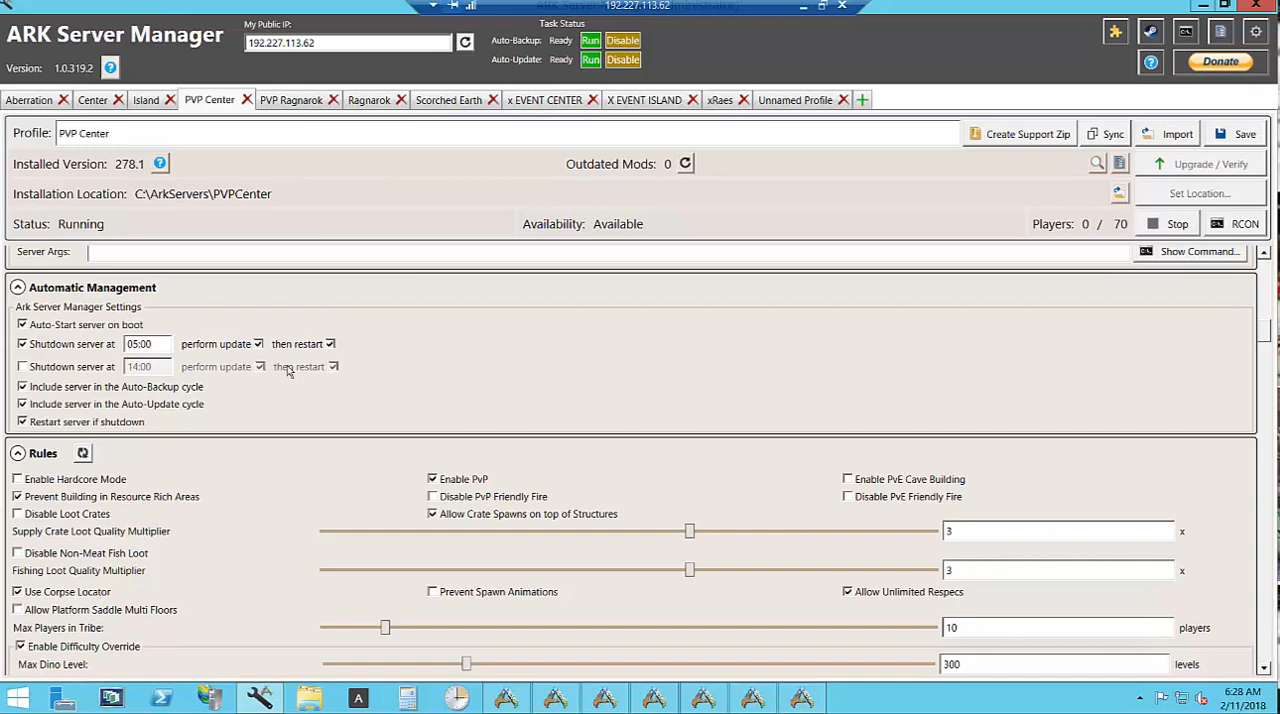 192.227.113.62
ARK Server Manager
My Public IP:
192.227.113.62
Task Status
Auto-Backup: Ready Run Disable
Auto-Update: Ready Run Disable
Version: 1.0.319.2
Donate
Aberration Center Island PVP Center PVP Ragnarok Ragnarok Scorched Earth x EVENT CENTER X EVENT ISLAND xRaes Unnamed Profile
Profile: PVP Center Create Support Zip Sync Import Save
Installed Version: 278.1 Outdated Mods: 0 Upgrade / Verify
Installation Location: C:\ArkServers\PVPCenter Set Location...
Status: Running Availability: Available Players: 0 / 70 Stop RCON
Server Args: Show Command...
Automatic Management
Ark Server Manager Settings
Auto-Start server on boot
Shutdown server at 05:00 perform update then restart
Shutdown server at 14:00 perform update then restart
Include server in the Auto-Backup cycle
Include server in the Auto-Update cycle
Restart server if shutdown
Rules
Enable Hardcore Mode Enable PvP Enable PvE Cave Building
Prevent Building in Resource Rich Areas Disable PvP Friendly Fire Disable PvE Friendly Fire
Disable Loot Crates Allow Crate Spawns on top of Structures
Supply Crate Loot Quality Multiplier 3 x
Disable Non-Meat Fish Loot
Fishing Loot Quality Multiplier 3 x
Use Corpse Locator Prevent Spawn Animations Allow Unlimited Respecs
Allow Platform Saddle Multi Floors
Max Players in Tribe: 10 players
Enable Difficulty Override
Max Dino Level: 300 levels
6:28 AM
2/11/2018